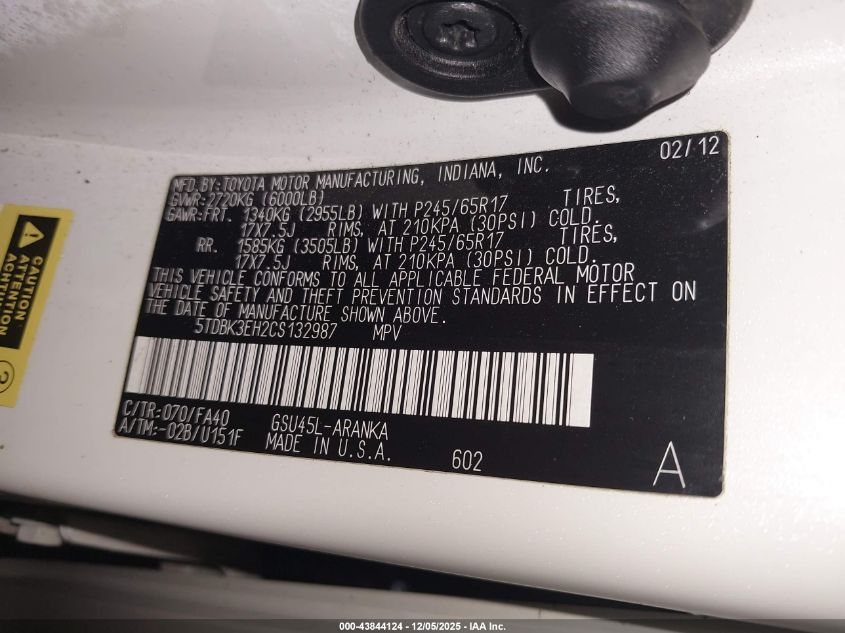 02/12
MFD. BY: TOYOTA MOTOR MANUFACTURING, INDIANA, INC.
GVWR: 2720KG (6000LB)
GAWR: FRT. 1340KG (2955LB) WITH P245/65R17 TIRES,
17X7.5J RIMS, AT 210KPA (30PSI) COLD.
RR. 1585KG (3505LB) WITH P245/65R17 TIRES,
17X7.5J RIMS, AT 210KPA (30PSI) COLD.
THIS VEHICLE CONFORMS TO ALL APPLICABLE FEDERAL MOTOR
VEHICLE SAFETY AND THEFT PREVENTION STANDARDS IN EFFECT ON
THE DATE OF MANUFACTURE SHOWN ABOVE.
5TDBK3EH2CS132987 MPV
C/TR: 070/FA40 GSU45L-ARANKA
A/TM: -02B/U151F MADE IN U.S.A. 602 A
CAUTION
ATTENTION
000-43844124 - 12/05/2025 - IAA Inc.